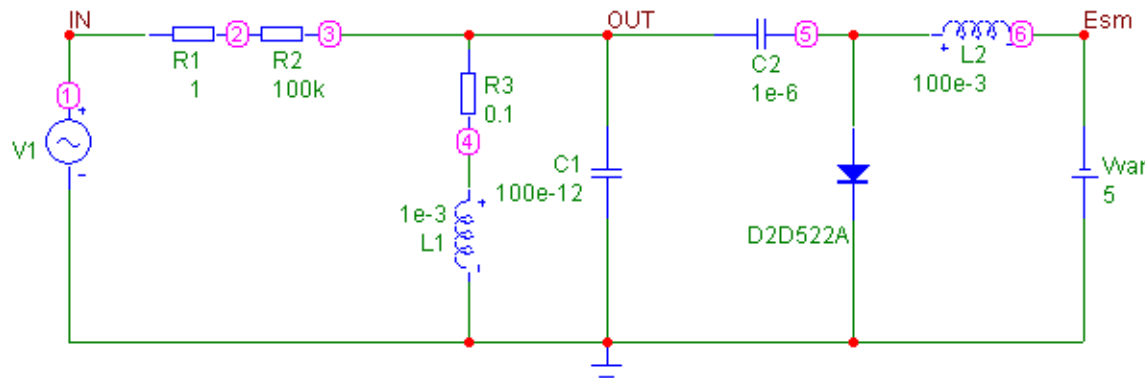 IN
OUT
Esm
2
3
5
6
R1
1
R2
100k
C2
1e-6
L2
100e-3
+
1
+
V1
-
R3
0.1
4
C1
100e-12
Vvar
5
1e-3
+
L1
-
D2D522A